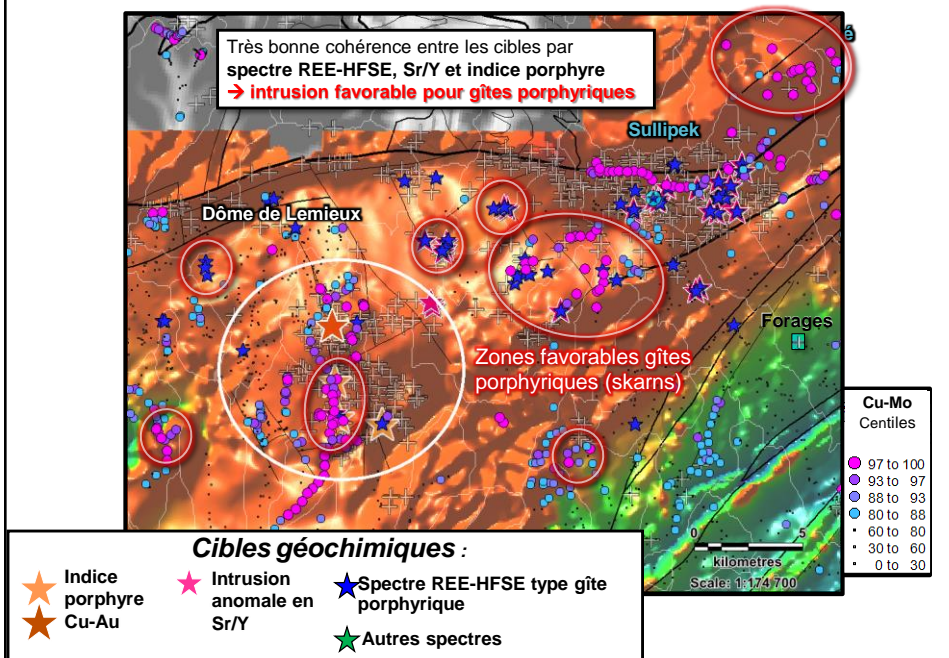 Très bonne cohérence entre les cibles par
spectre REE-HFSE, Sr/Y et indice porphyre
→ intrusion favorable pour gîtes porphyriques
é
Sullipek
Dôme de Lemieux
Forages
Zones favorables gîtes
porphyriques (skarns)
Cu-Mo
Centiles
97 to 100
93 to 97
88 to 93
80 to 88
60 to 80
30 to 60
0 to 30
0 5
kilometres
Scale: 1:174 700
Cibles géochimiques :
Indice
porphyre
Cu-Au
Intrusion
anomale en
Sr/Y
Spectre REE-HFSE type gîte
porphyrique
Autres spectres